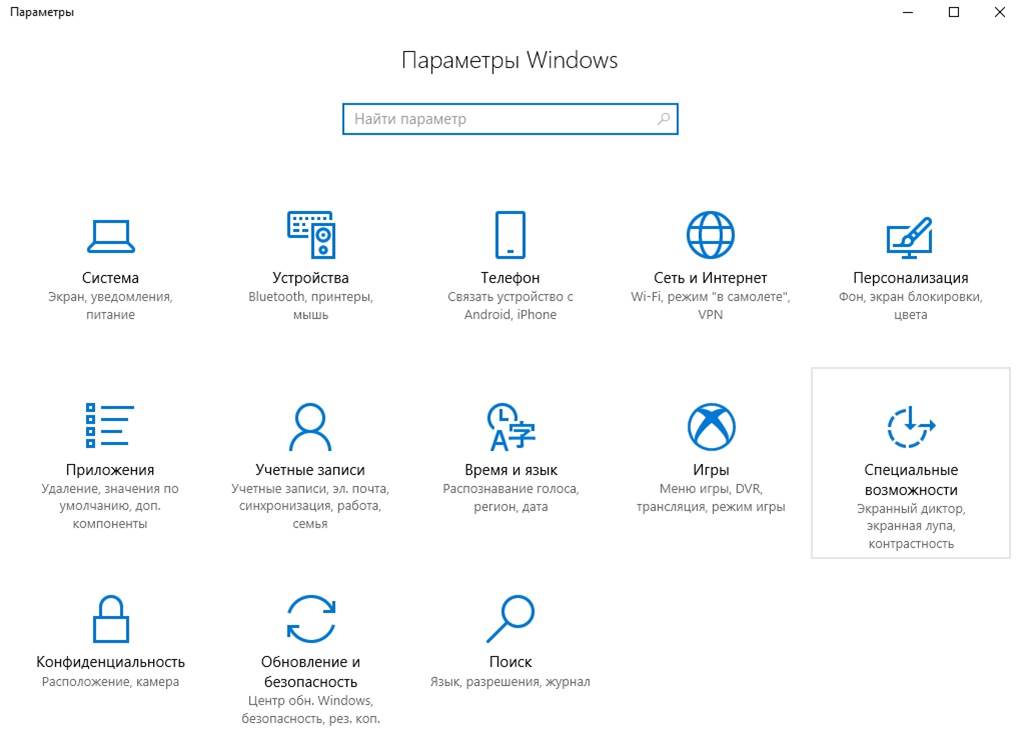 Параметры
Параметры Windows
Найти параметр
Система
Экран, уведомления,
питание
Устройства
Bluetooth, принтеры,
мышь
Телефон
Связать устройство с
Android, iPhone
Сеть и Интернет
Wi-Fi, режим "в самолете",
VPN
Персонализация
Фон, экран блокировки,
цвета
Приложения
Удаление, значения по
умолчанию, доп.
компоненты
Учетные записи
Учетные записи, эл. почта,
синхронизация, работа,
семья
Время и язык
Распознавание голоса,
регион, дата
Игры
Меню игры, DVR,
трансляция, режим игры
Специальные
возможности
Экранный диктор,
экранная лупа,
контрастность
Конфиденциальность
Расположение, камера
Обновление и
безопасность
Центр обн. Windows,
безопасность, рез. коп.
Поиск
Язык, разрешения, журнал